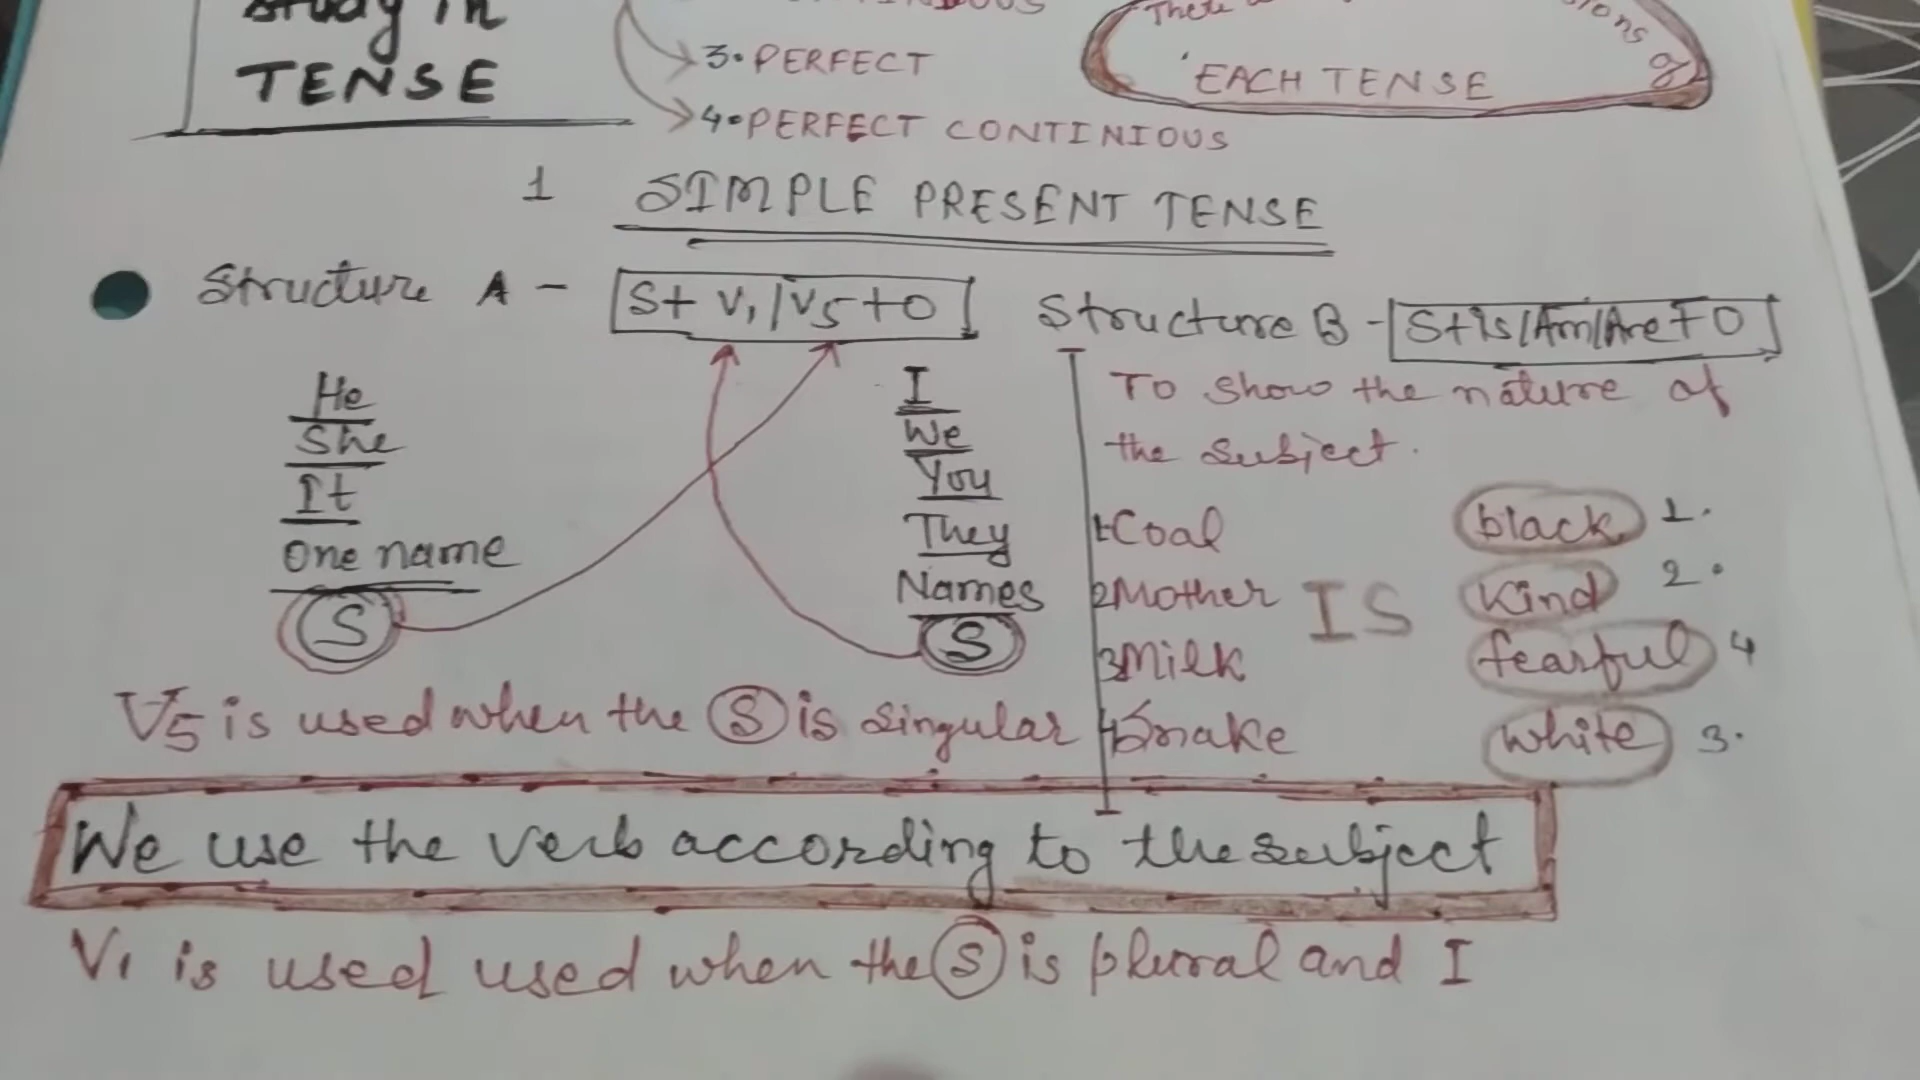 Study in
TENSE
3. PERFECT
4. PERFECT CONTINIOUS
There
EACH TENSE
1 SIMPLE PRESENT TENSE
Structure A - S+ V1/V5 + O
Structure B - S+is/Am/Are + O
He
She
It
One name
S
I
We
You
They
Names
S
To show the nature of
the subject.
1 Coal black 1.
2 Mother IS kind 2.
3 Milk fearful 4
4 Snake white 3.
V5 is used when the S is singular
We use the verb according to the subject
V1 is used used when the S is plural and I